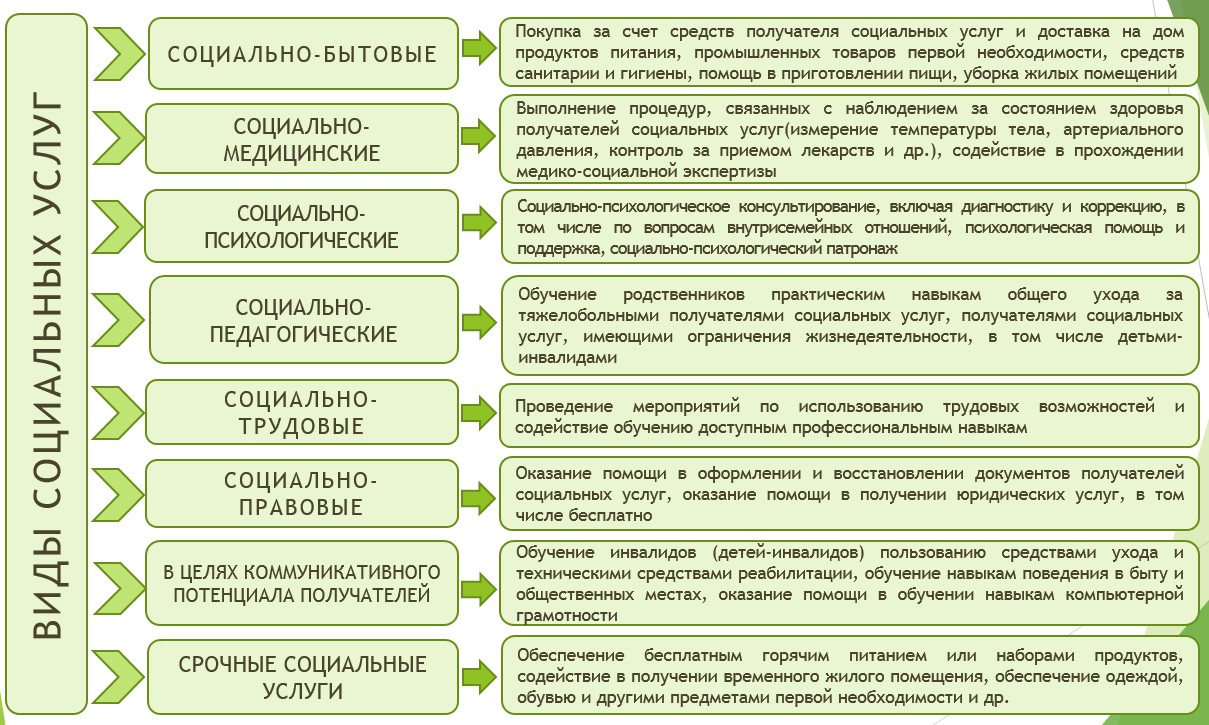 ВИДЫ СОЦИАЛЬНЫХ УСЛУГ
СОЦИАЛЬНО-БЫТОВЫЕ
Покупка за счет средств получателя социальных услуг и доставка на дом
продуктов питания, промышленных товаров первой необходимости, средств
санитарии и гигиены, помощь в приготовлении пищи, уборка жилых помещений
СОЦИАЛЬНО-
МЕДИЦИНСКИЕ
Выполнение процедур, связанных с наблюдением за состоянием здоровья
получателей социальных услуг(измерение температуры тела, артериального
давления, контроль за приемом лекарств и др.), содействие в прохождении
медико-социальной экспертизы
СОЦИАЛЬНО-
ПСИХОЛОГИЧЕСКИЕ
Социально-психологическое консультирование, включая диагностику и коррекцию, в
том числе по вопросам внутрисемейных отношений, психологическая помощь и
поддержка, социально-психологический патронаж
СОЦИАЛЬНО-
ПЕДАГОГИЧЕСКИЕ
Обучение родственников практическим навыкам общего ухода за
тяжелобольными получателями социальных услуг, получателями социальных
услуг, имеющими ограничения жизнедеятельности, в том числе детьми-
инвалидами
СОЦИАЛЬНО-
ТРУДОВЫЕ
Проведение мероприятий по использованию трудовых возможностей и
содействие обучению доступным профессиональным навыкам
СОЦИАЛЬНО-
ПРАВОВЫЕ
Оказание помощи в оформлении и восстановлении документов получателей
социальных услуг, оказание помощи в получении юридических услуг, в том
числе бесплатно
В ЦЕЛЯХ КОММУНИКАТИВНОГО
ПОТЕНЦИАЛА ПОЛУЧАТЕЛЕЙ
Обучение инвалидов (детей-инвалидов) пользованию средствами ухода и
техническими средствами реабилитации, обучение навыкам поведения в быту и
общественных местах, оказание помощи в обучении навыкам компьютерной
грамотности
СРОЧНЫЕ СОЦИАЛЬНЫЕ
УСЛУГИ
Обеспечение бесплатным горячим питанием или наборами продуктов,
содействие в получении временного жилого помещения, обеспечение одеждой,
обувью и другими предметами первой необходимости и др.